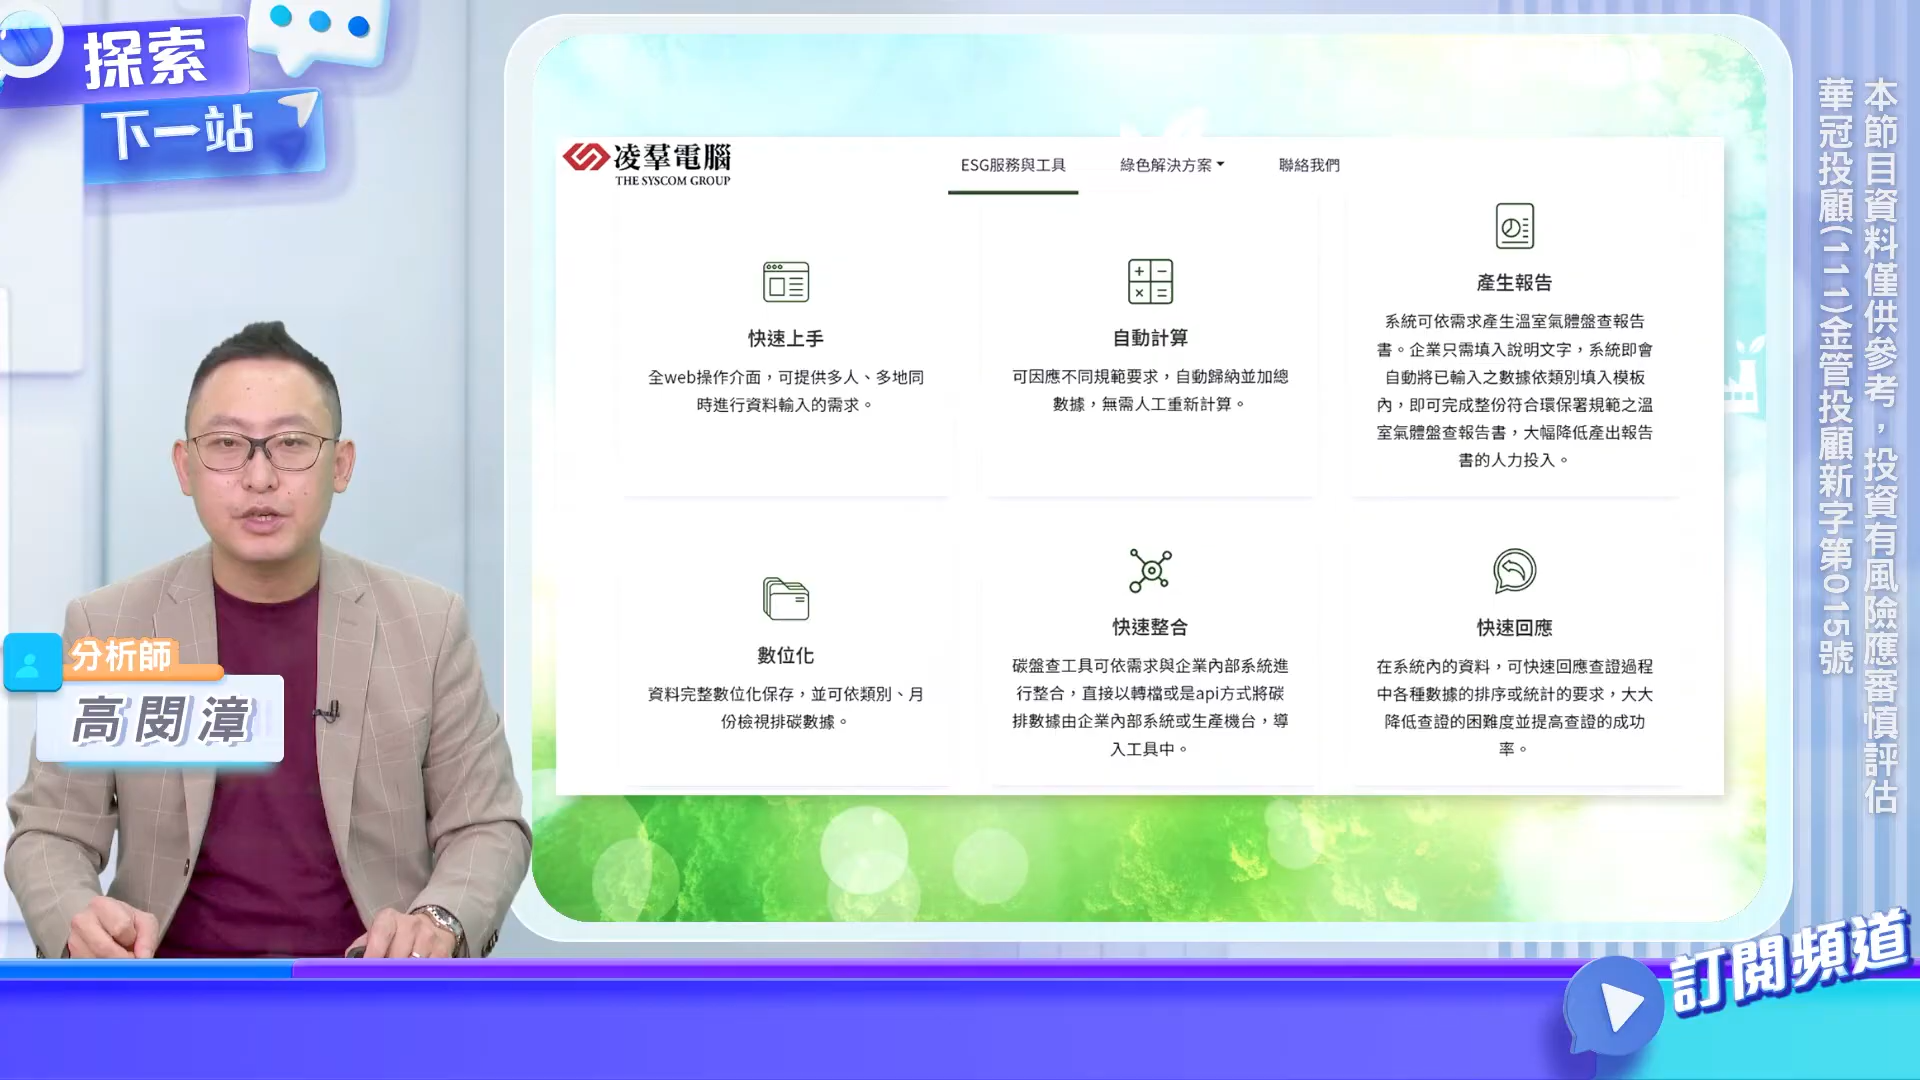 探索
下一站
凌羣電腦
THE SYSCOM GROUP
ESG服務與工具
綠色解決方案
聯絡我們
快速上手
全web操作介面，可提供多人、多地同
時進行資料輸入的需求。
自動計算
可因應不同規範要求，自動歸納並加總
數據，無需人工重新計算。
產生報告
系統可依需求產生溫室氣體盤查報告
書。企業只需填入說明文字，系統即會
自動將已輸入之數據依類別填入模板
內，即可完成整份符合環保署規範之溫
室氣體盤查報告書，大幅降低產出報告
書的人力投入。
數位化
資料完整數位化保存，並可依類別、月
份檢視排碳數據。
快速整合
碳盤查工具可依需求與企業內部系統進
行整合，直接以轉檔或是api方式將碳
排數據由企業內部系統或生產機台，導
入工具中。
快速回應
在系統內的資料，可快速回應查證過程
中各種數據的排序或統計的要求，大大
降低查證的困難度並提高查證的成功
率。
分析師
高閔漳
本節目資料僅供參考，投資有風險應審慎評估
華冠投顧(111)金管投顧新字第015號
訂閱頻道